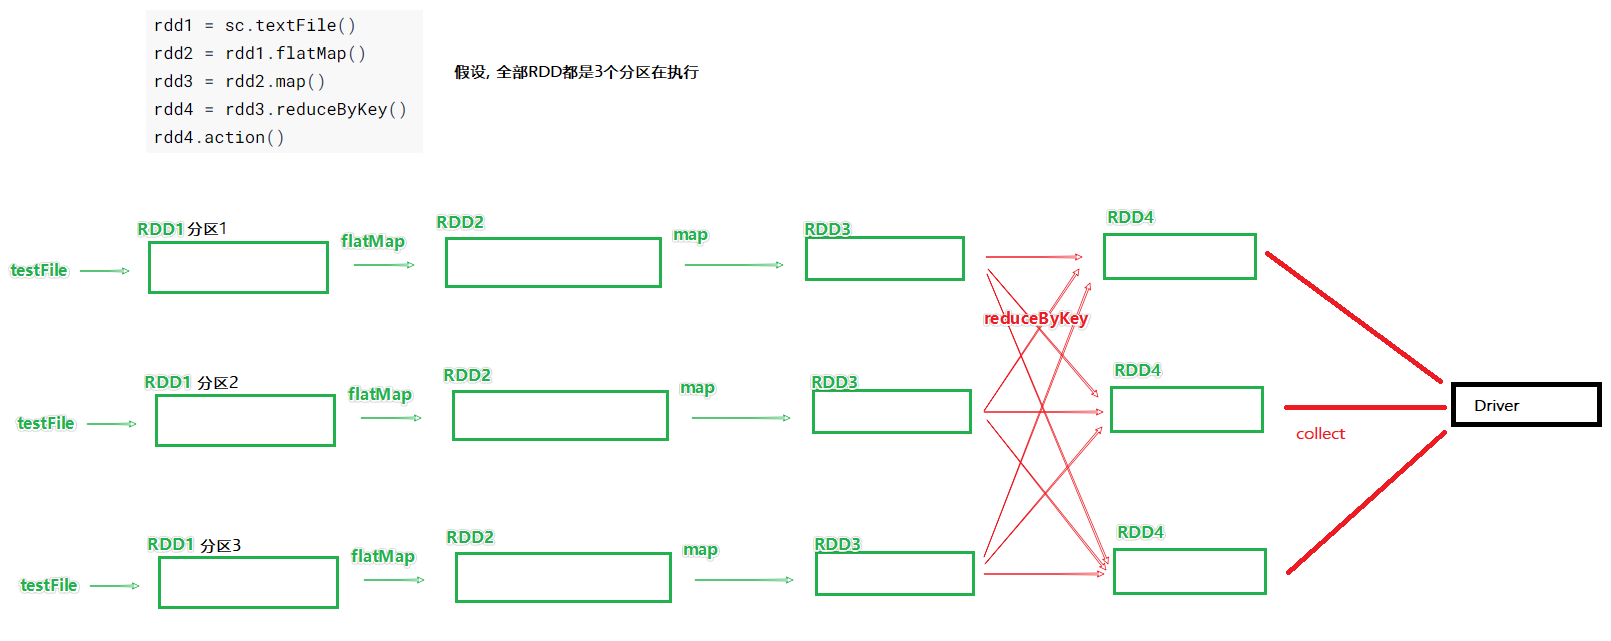 rdd1 = sc.textFile()
rdd2 = rdd1.flatMap()
rdd3 = rdd2.map()
rdd4 = rdd3.reduceByKey()
rdd4.action()
假设, 全部RDD都是3个分区在执行
RDD1 分区1
flatMap
RDD2
map
RDD3
RDD4
testFile
reduceByKey
RDD1 分区2
flatMap
RDD2
map
RDD3
RDD4
testFile
Driver
collect
RDD1 分区3
flatMap
RDD2
map
RDD3
RDD4
testFile